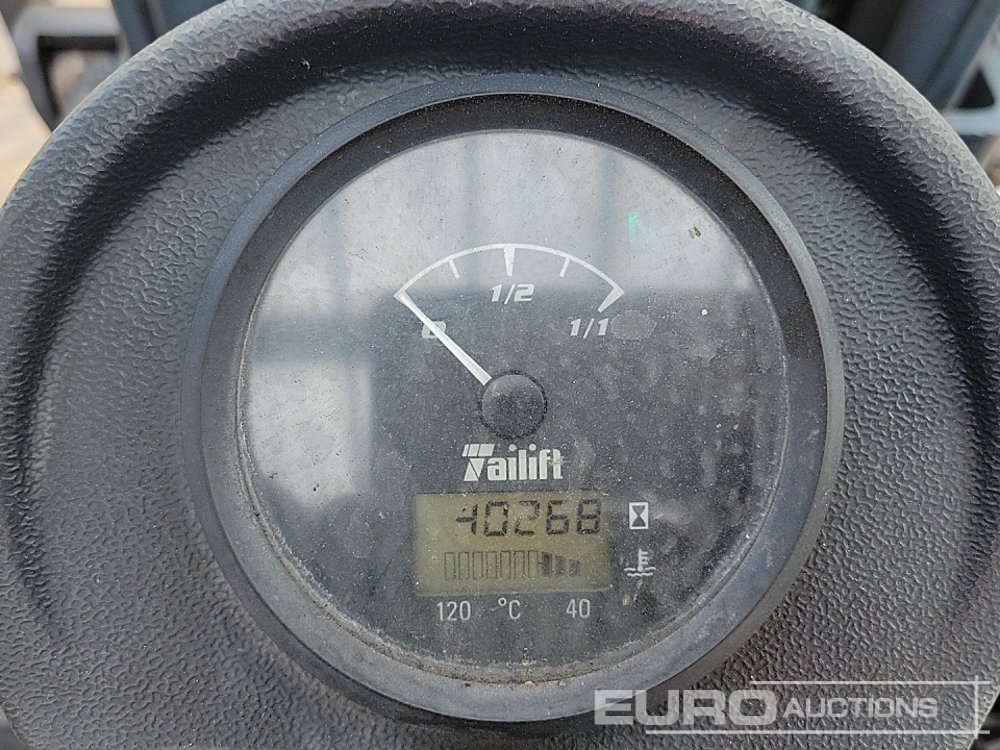 1/2
0
1/1
Tailift
40268
120 °C 40
EURO AUCTIONS